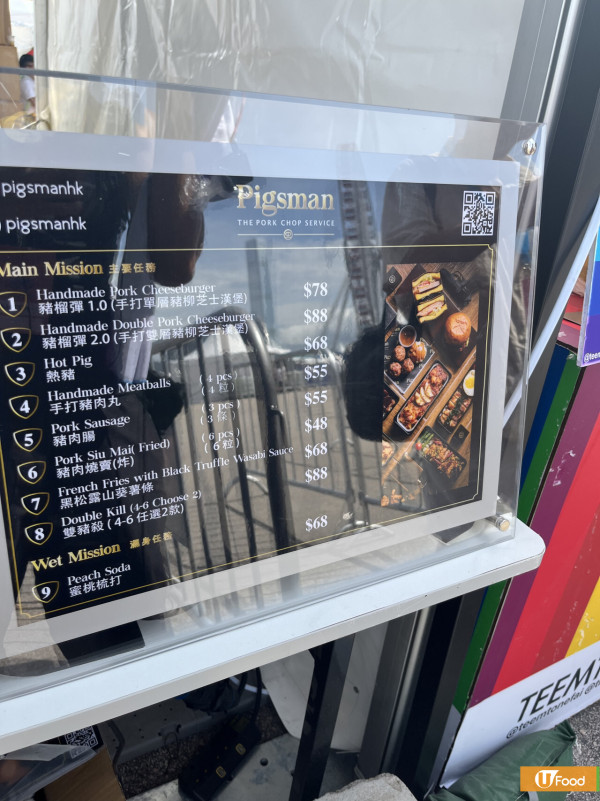 pigsmanhk
pigsmanhk
Pigsman
THE PORK CHOP SERVICE
Main Mission 主要任務
1 Handmade Pork Cheeseburger $78
豬榴彈 1.0 (手打單層豬柳芝士漢堡)
2 Handmade Double Pork Cheeseburger $88
豬榴彈 2.0 (手打雙層豬柳芝士漢堡)
3 Hot Pig $68
熱豬
4 Handmade Meatballs (4 pcs) $55
手打豬肉丸 (4 粒)
5 Pork Sausage (3 pcs) $55
豬肉腸
6 Pork Siu Mai (Fried) (6 pcs) $48
豬肉燒賣(炸) (6 粒)
7 French Fries with Black Truffle Wasabi Sauce $68
黑松露山葵薯條
8 Double Kill (4-6 Choose 2) $88
雙豬殺 (4-6 任選2款)
Wet Mission 濕身任務
9 Peach Soda $68
蜜桃梳打
TEEMT
@teemtonefai
U Food